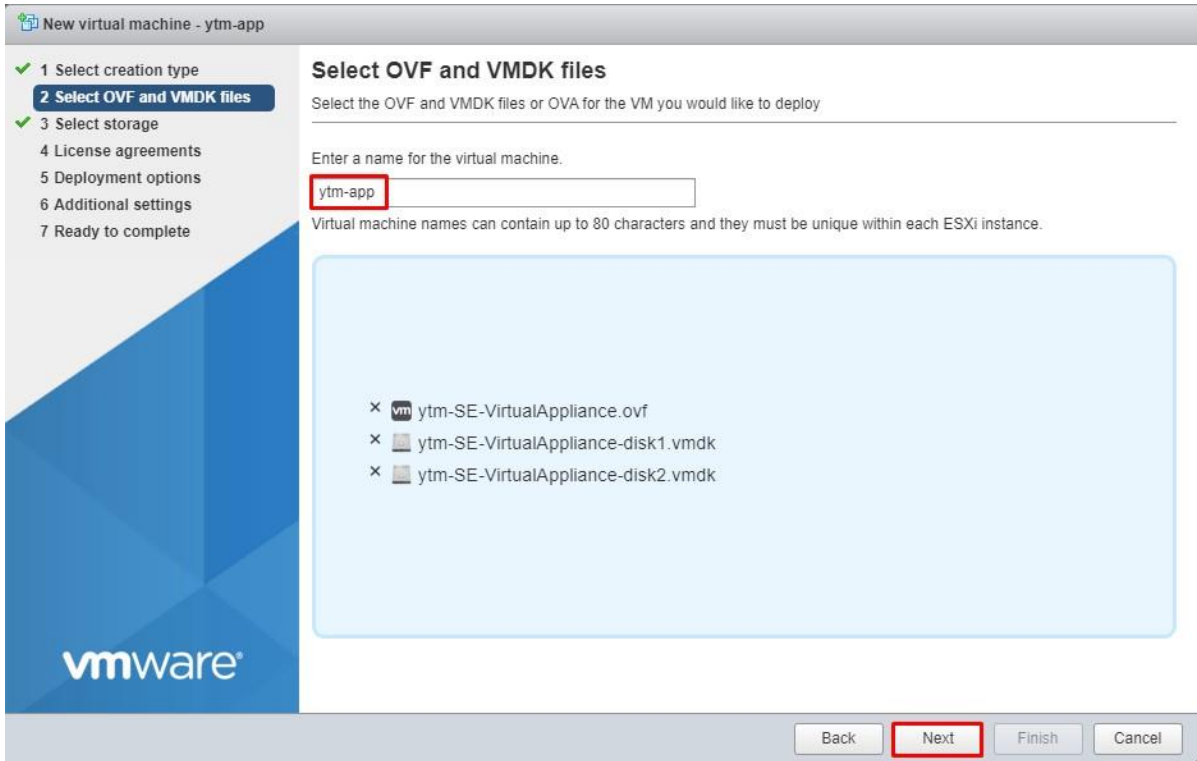 New virtual machine - ytm-app
1 Select creation type
2 Select OVF and VMDK files
3 Select storage
4 License agreements
5 Deployment options
6 Additional settings
7 Ready to complete
Select OVF and VMDK files
Select the OVF and VMDK files or OVA for the VM you would like to deploy
Enter a name for the virtual machine.
ytm-app
Virtual machine names can contain up to 80 characters and they must be unique within each ESXi instance.
vm ytm-SE-VirtualAppliance.ovf
ytm-SE-VirtualAppliance-disk1.vmdk
ytm-SE-VirtualAppliance-disk2.vmdk
vmware®
Back Next Finish Cancel